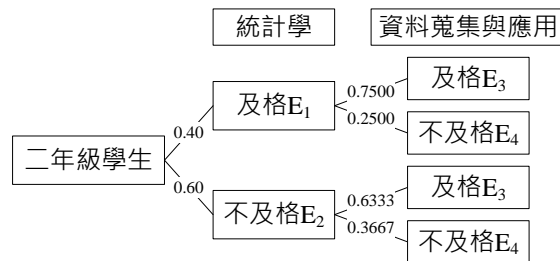 統計學
資料蒐集與應用
及格E₃
0.7500
及格E₁
0.2500
不及格E₄
0.40
二年級學生
0.60
及格E₃
0.6333
不及格E₂
0.3667
不及格E₄